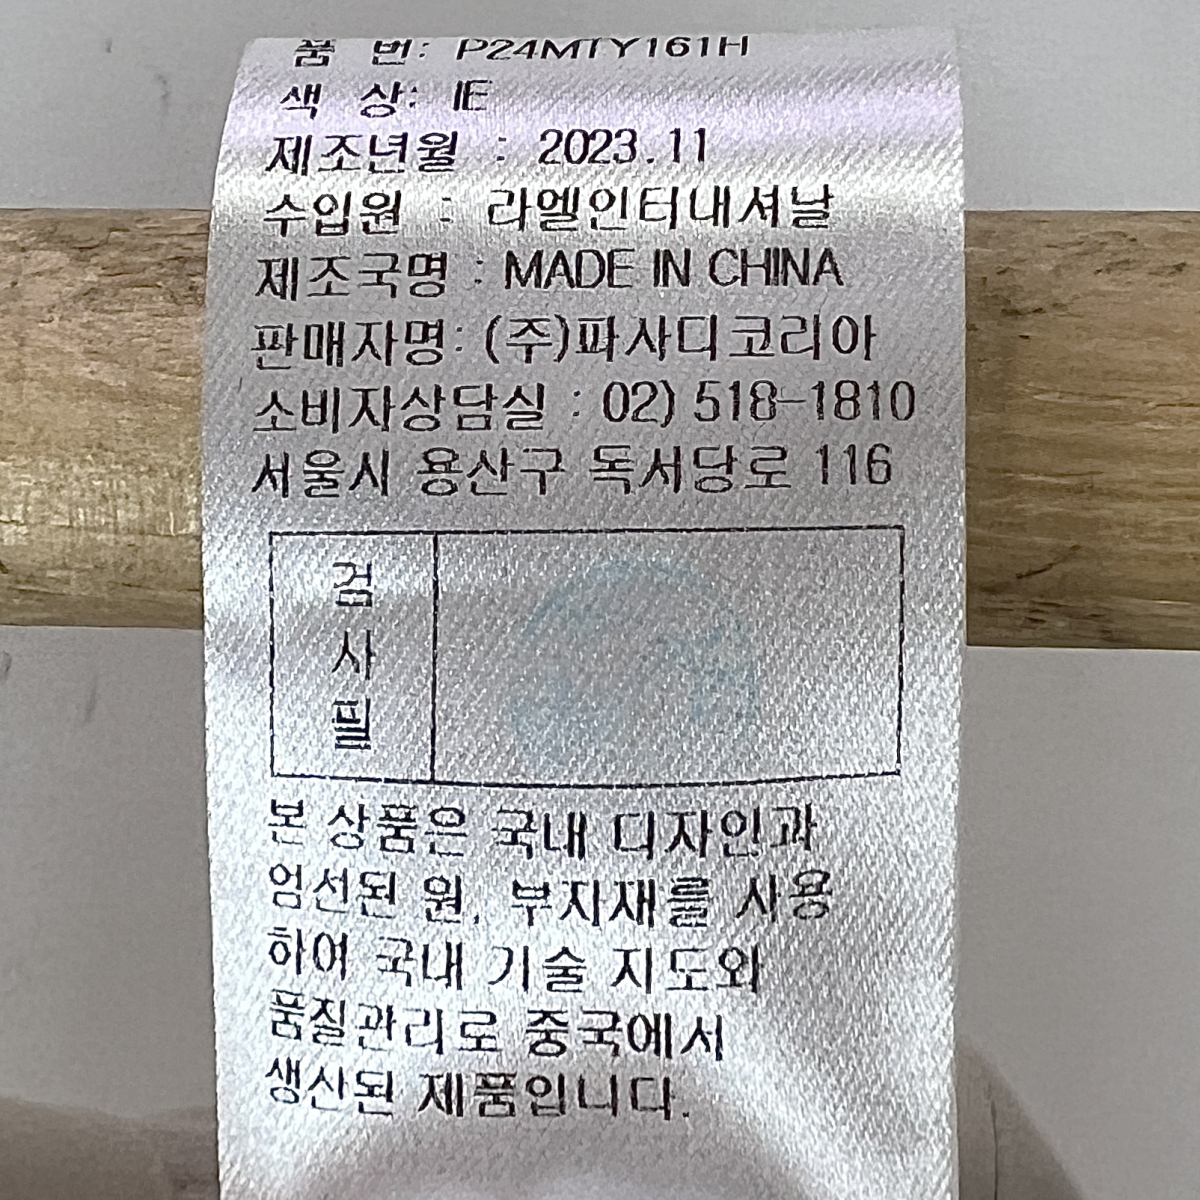 품 번: P24MTY161H
색 상: IE
제조년월 : 2023.11
수입원 : 라엘인터내셔날
제조국명 : MADE IN CHINA
판매자명: (주)파사디코리아
소비자상담실 : 02) 518-1810
서울시 용산구 독서당로 116
검
사
필
본 상품은 국내 디자인과
엄선된 원, 부자재를 사용
하여 국내 기술 지도와
품질관리로 중국에서
생산된 제품입니다.